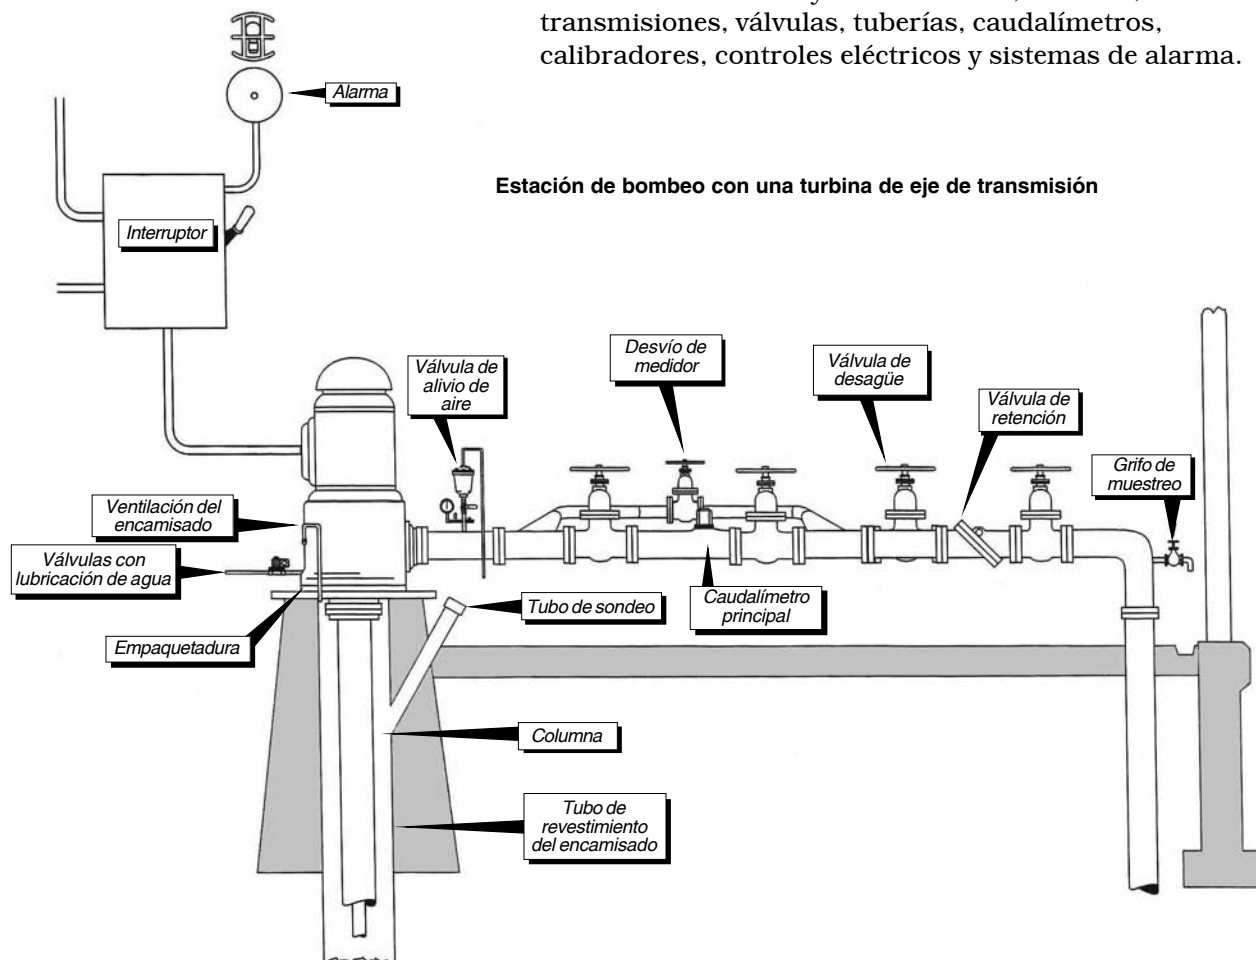 transmisiones, válvulas, tuberías, caudalímetros,
calibradores, controles eléctricos y sistemas de alarma.
Alarma
Estación de bombeo con una turbina de eje de transmisión
Interruptor
Válvula de
alivio de
aire
Desvío de
medidor
Válvula de
desagüe
Válvula de
retención
Grifo de
muestreo
Ventilación del
encamisado
Válvulas con
lubricación de agua
Empaquetadura
Tubo de sondeo
Caudalímetro
principal
Columna
Tubo de
revestimiento
del encamisado